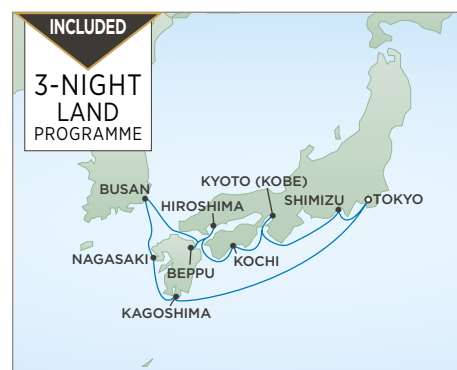 INCLUDED
3-NIGHT
LAND
PROGRAMME
KYOTO (KOBE)
BUSAN
HIROSHIMA
SHIMIZU
TOKYO
NAGASAKI
BEPPU
KOCHI
KAGOSHIMA